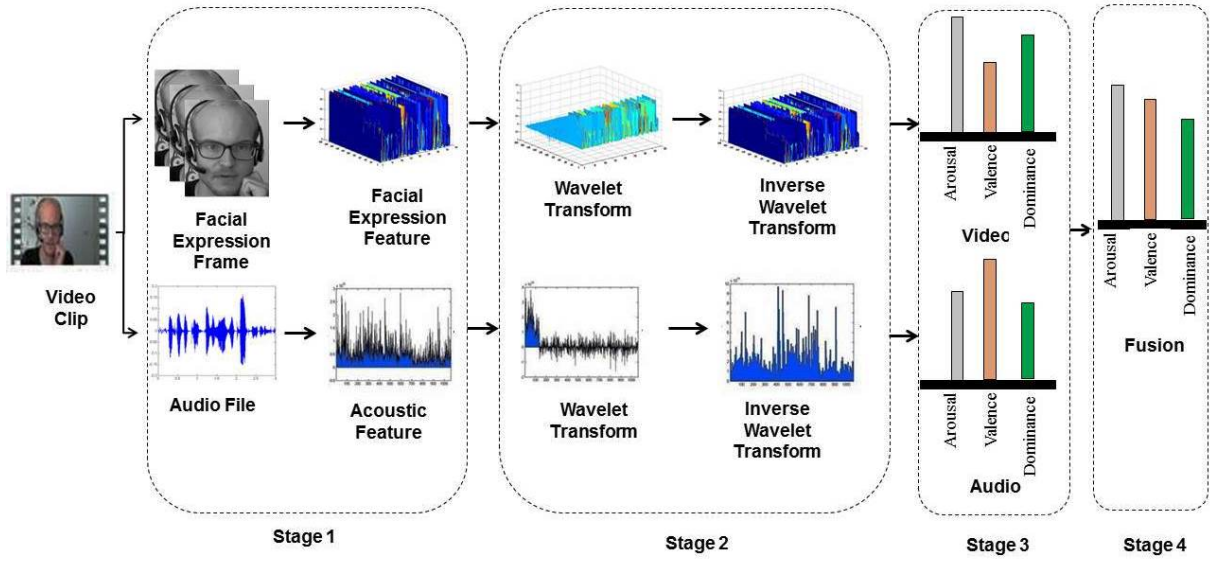 Video
Clip
Facial
Expression
Frame
Facial
Expression
Feature
Audio File
Acoustic
Feature
Stage 1
Wavelet
Transform
Inverse
Wavelet
Transform
Wavelet
Transform
Inverse
Wavelet
Transform
Stage 2
Arousal
Valence
Dominance
Video
Arousal
Valence
Dominance
Audio
Stage 3
Arousal
Valence
Dominance
Fusion
Stage 4